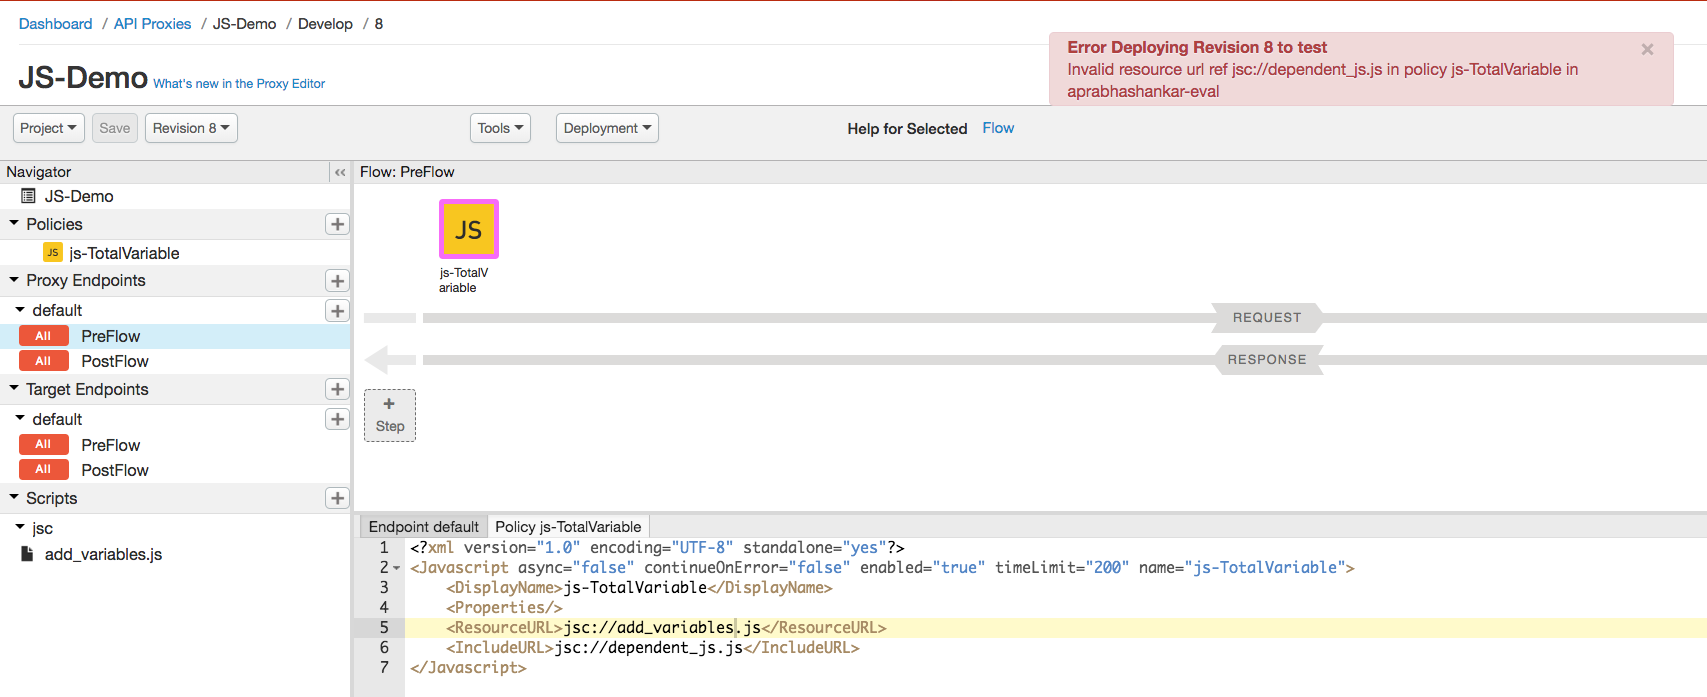 Dashboard / API Proxies / JS-Demo / Develop / 8
Error Deploying Revision 8 to test ×
Invalid resource url ref jsc://dependent_js.js in policy js-TotalVariable in
aprabhashankar-eval
JS-Demo What's new in the Proxy Editor
Project Save Revision 8 Tools Deployment Help for Selected Flow
Navigator «
JS-Demo
Policies +
JS js-TotalVariable
Proxy Endpoints +
default +
All PreFlow
All PostFlow
Target Endpoints +
default +
All PreFlow
All PostFlow
Scripts +
jsc
add_variables.js
Flow: PreFlow
JS
js-TotalV
ariable
REQUEST
RESPONSE
+
Step
Endpoint default Policy js-TotalVariable
1 <?xml version="1.0" encoding="UTF-8" standalone="yes"?>
2 <Javascript async="false" continueOnError="false" enabled="true" timeLimit="200" name="js-TotalVariable">
3 <DisplayName>js-TotalVariable</DisplayName>
4 <Properties/>
5 <ResourceURL>jsc://add_variables.js</ResourceURL>
6 <IncludeURL>jsc://dependent_js.js</IncludeURL>
7 </Javascript>